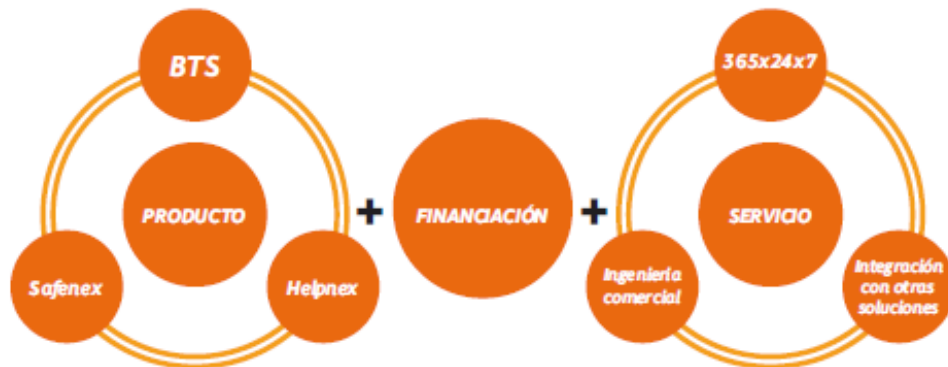 BTS
PRODUCTO
Safenex
Helpnex
+
FINANCIACIÓN
+
365x24x7
SERVICIO
Ingeniería
comercial
Integración
con otras
soluciones